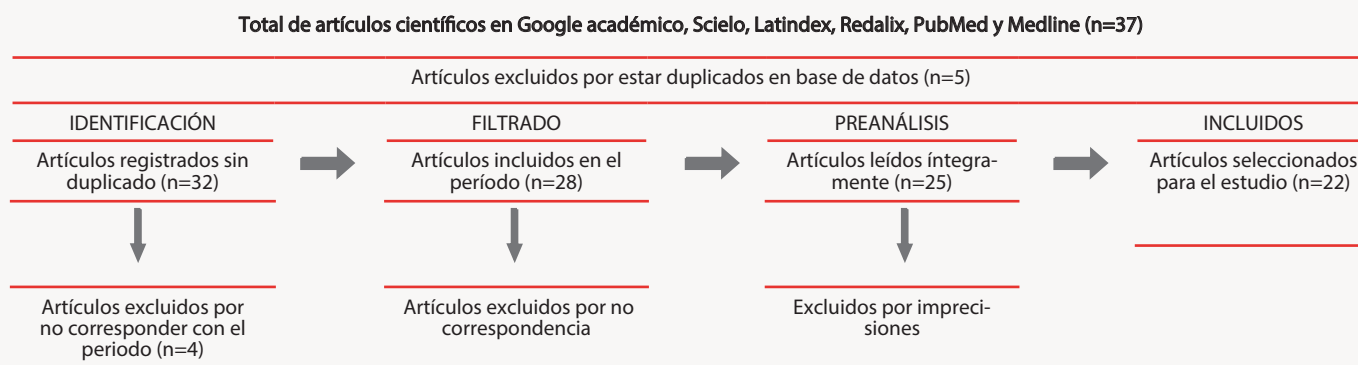 Total de artículos científicos en Google académico, Scielo, Latindex, Redalix, PubMed y Medline (n=37)
Artículos excluidos por estar duplicados en base de datos (n=5)
IDENTIFICACIÓN
Artículos registrados sin
duplicado (n=32)
Artículos excluidos por
no corresponder con el
periodo (n=4)
FILTRADO
Artículos incluidos en el
período (n=28)
Artículos excluidos por no
correspondencia
PREANÁLISIS
Artículos leídos íntegra-
mente (n=25)
Excluidos por impreci-
siones
INCLUIDOS
Artículos seleccionados
para el estudio (n=22)